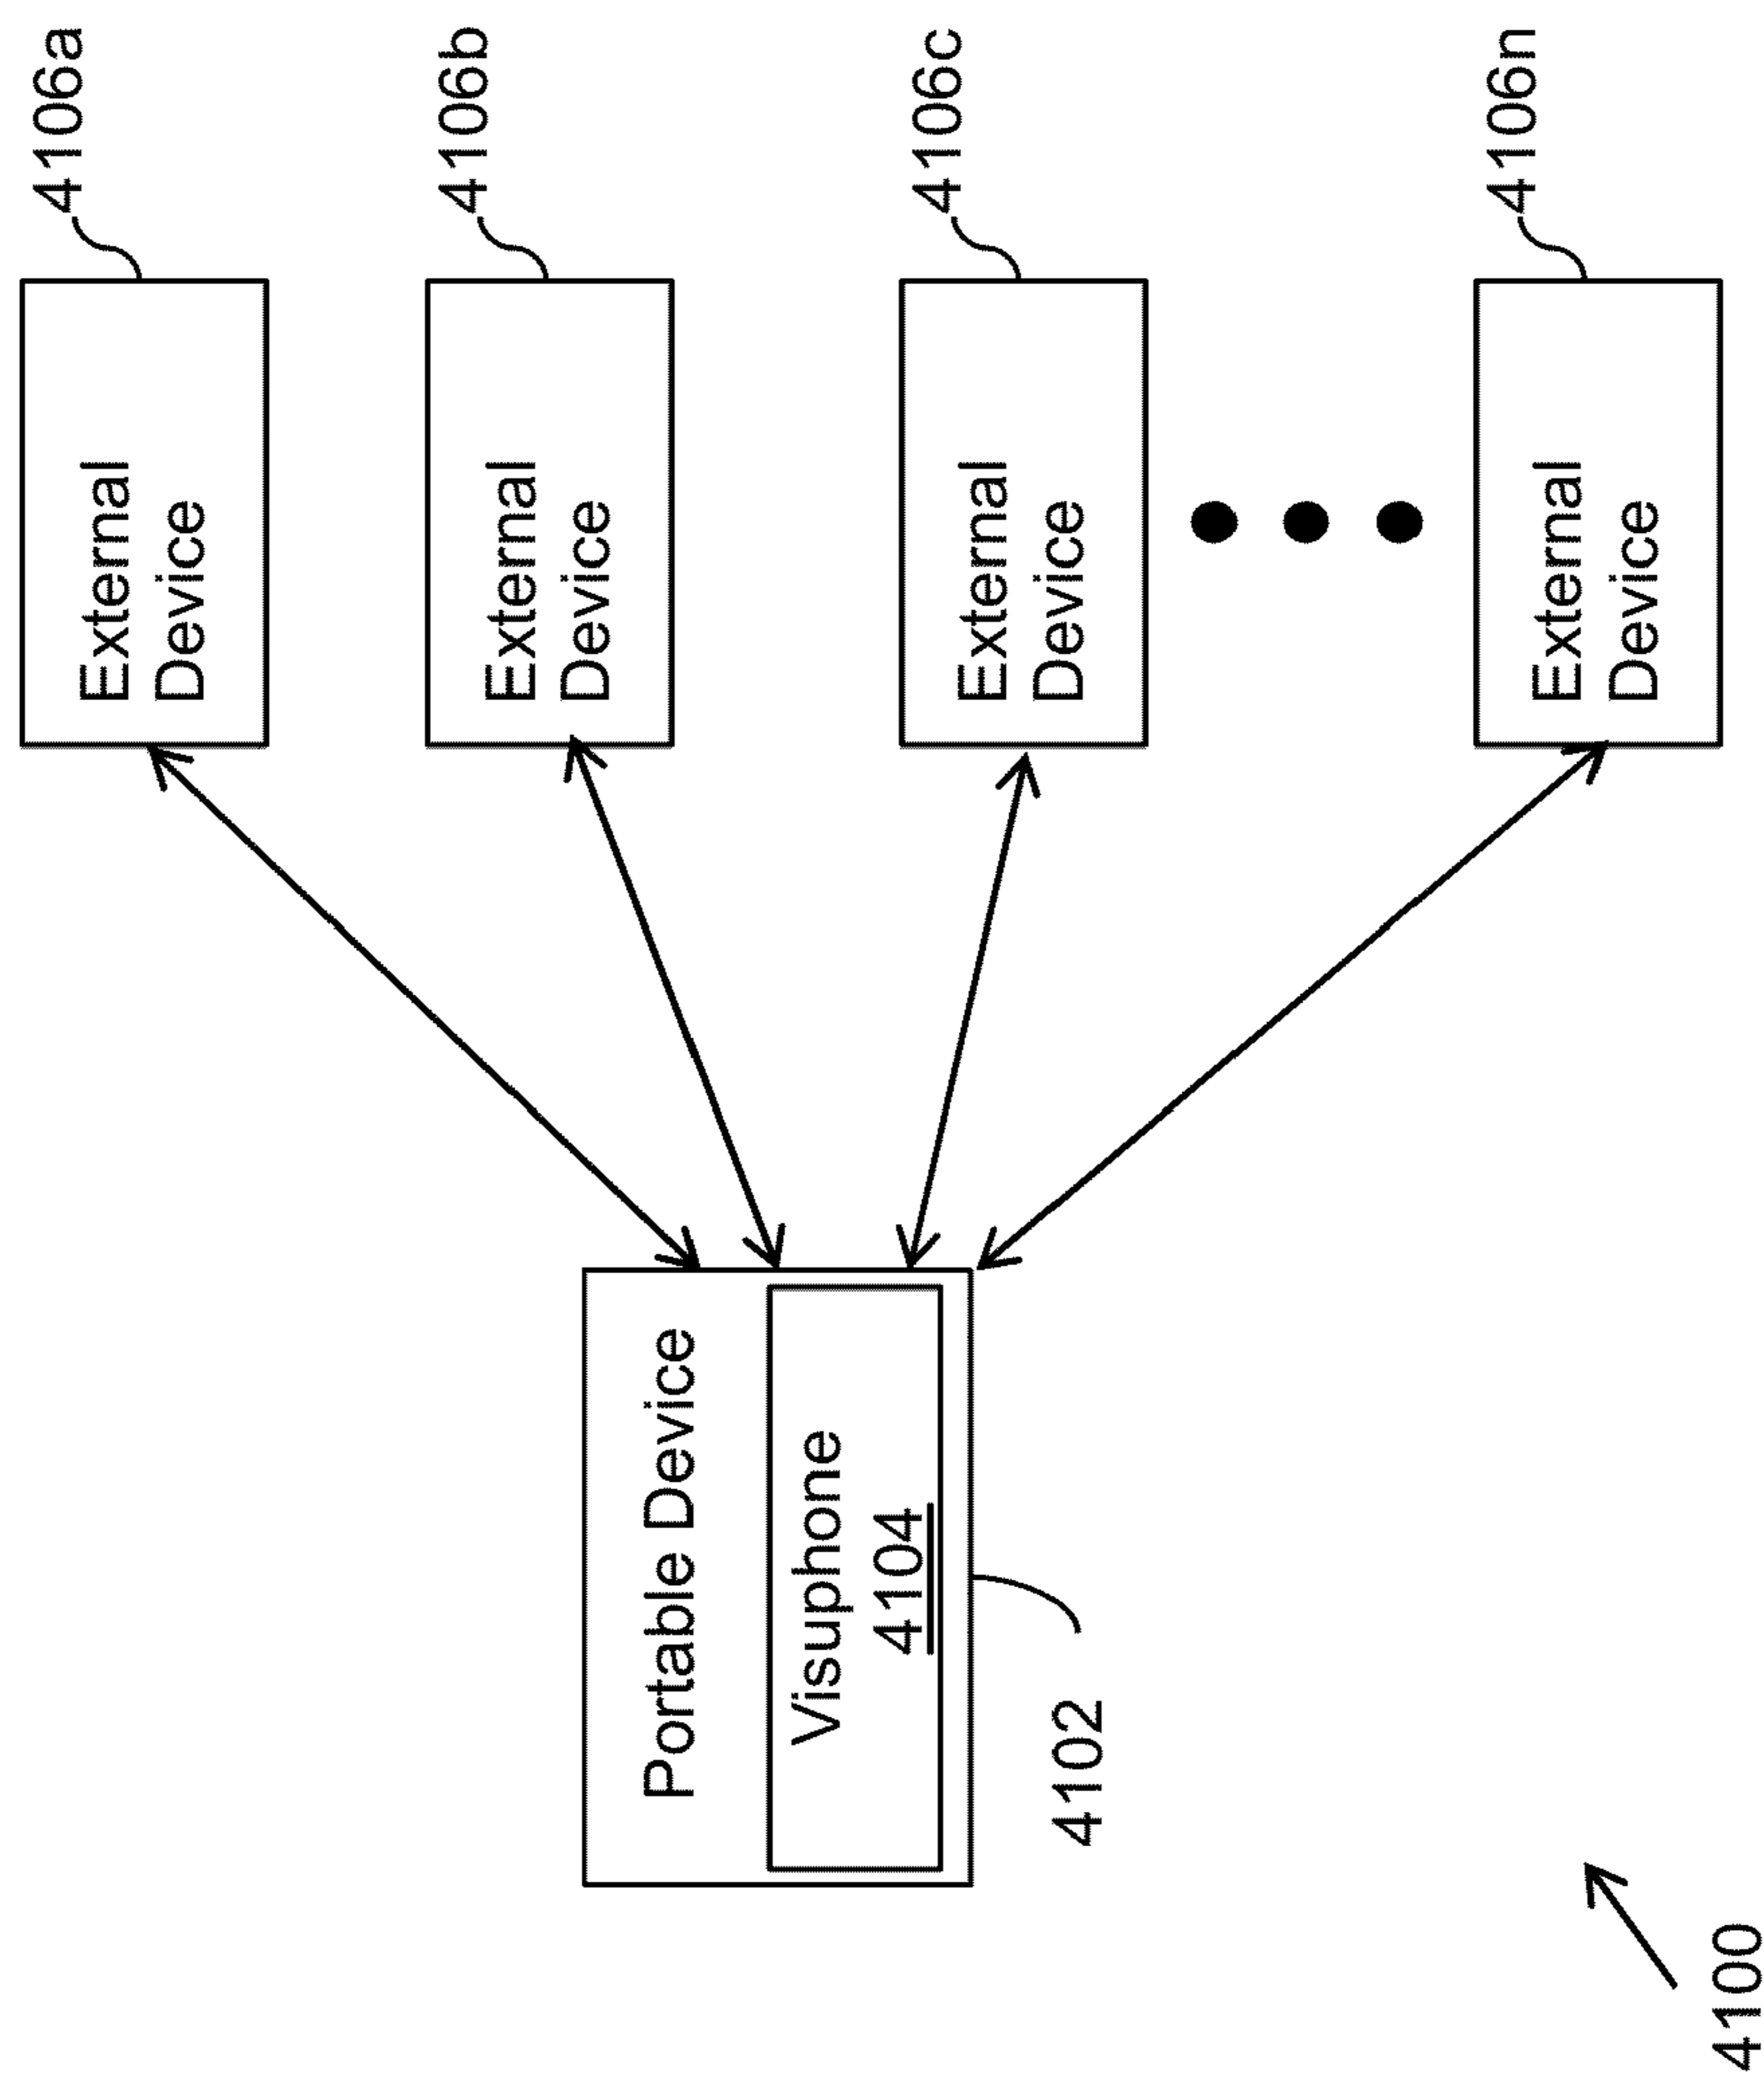 4106a
External
Device
4106b
External
Device
4106c
External
Device
4106n
External
Device
Portable Device
Visuphone
4104
4102
4100